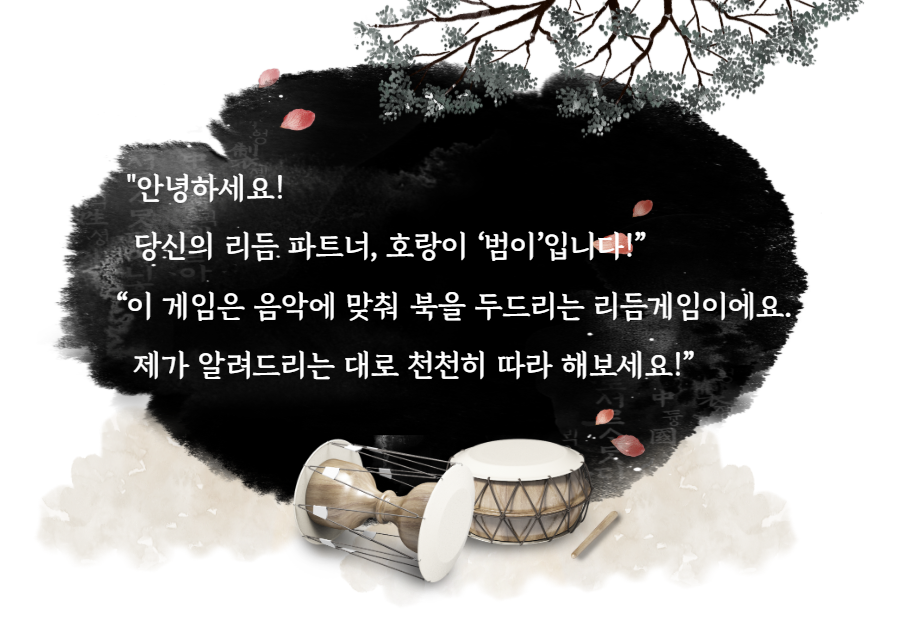 "안녕하세요!
당신의 리듬 파트너, 호랑이 ‘범이’입니다!”
“이 게임은 음악에 맞춰 북을 두드리는 리듬게임이에요.
제가 알려드리는 대로 천천히 따라 해보세요!”